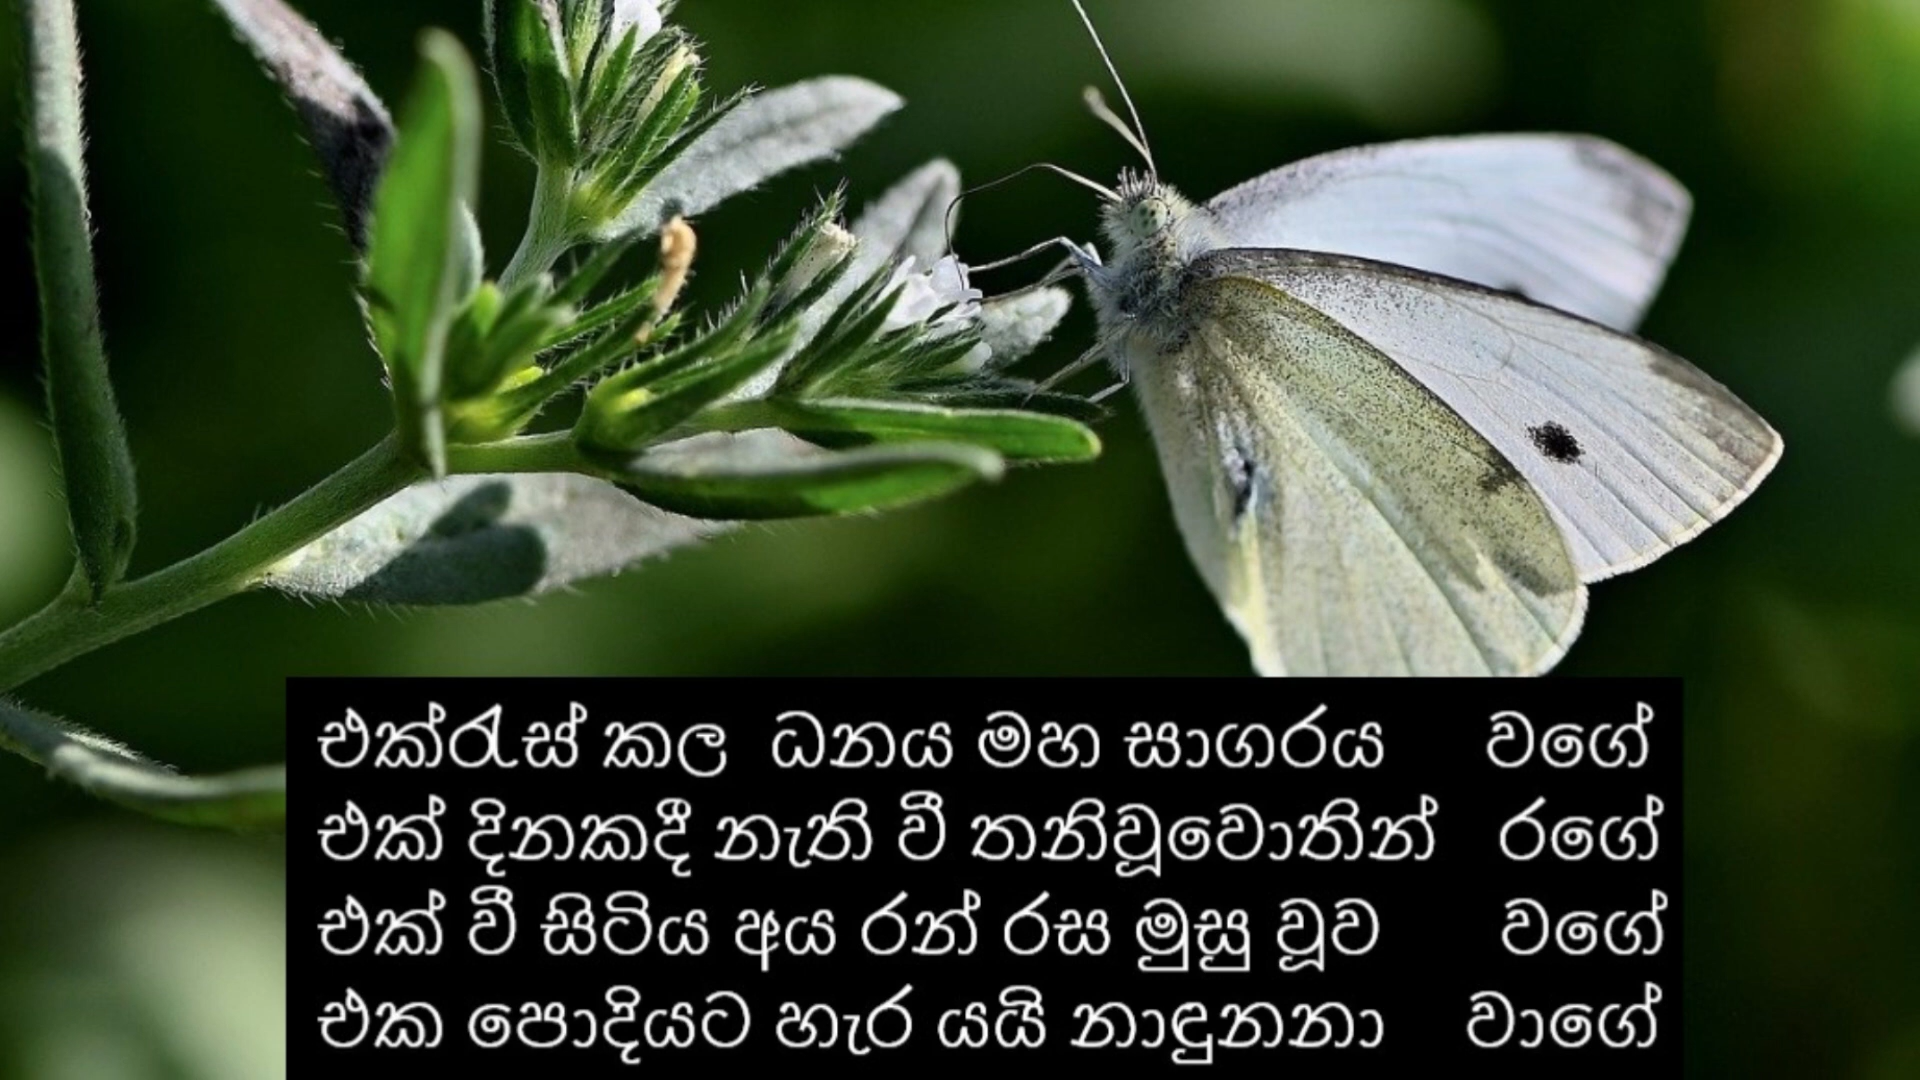 එක්රැස් කල ධනය මහ සාගරය වගේ
එක් දිනකදී නැති වී තනිවූවොතින් රගේ
එක් වී සිටිය අය රන් රස මුසු වූව වගේ
එක පොදියට හැර යයි නාඳුනනා වාගේ